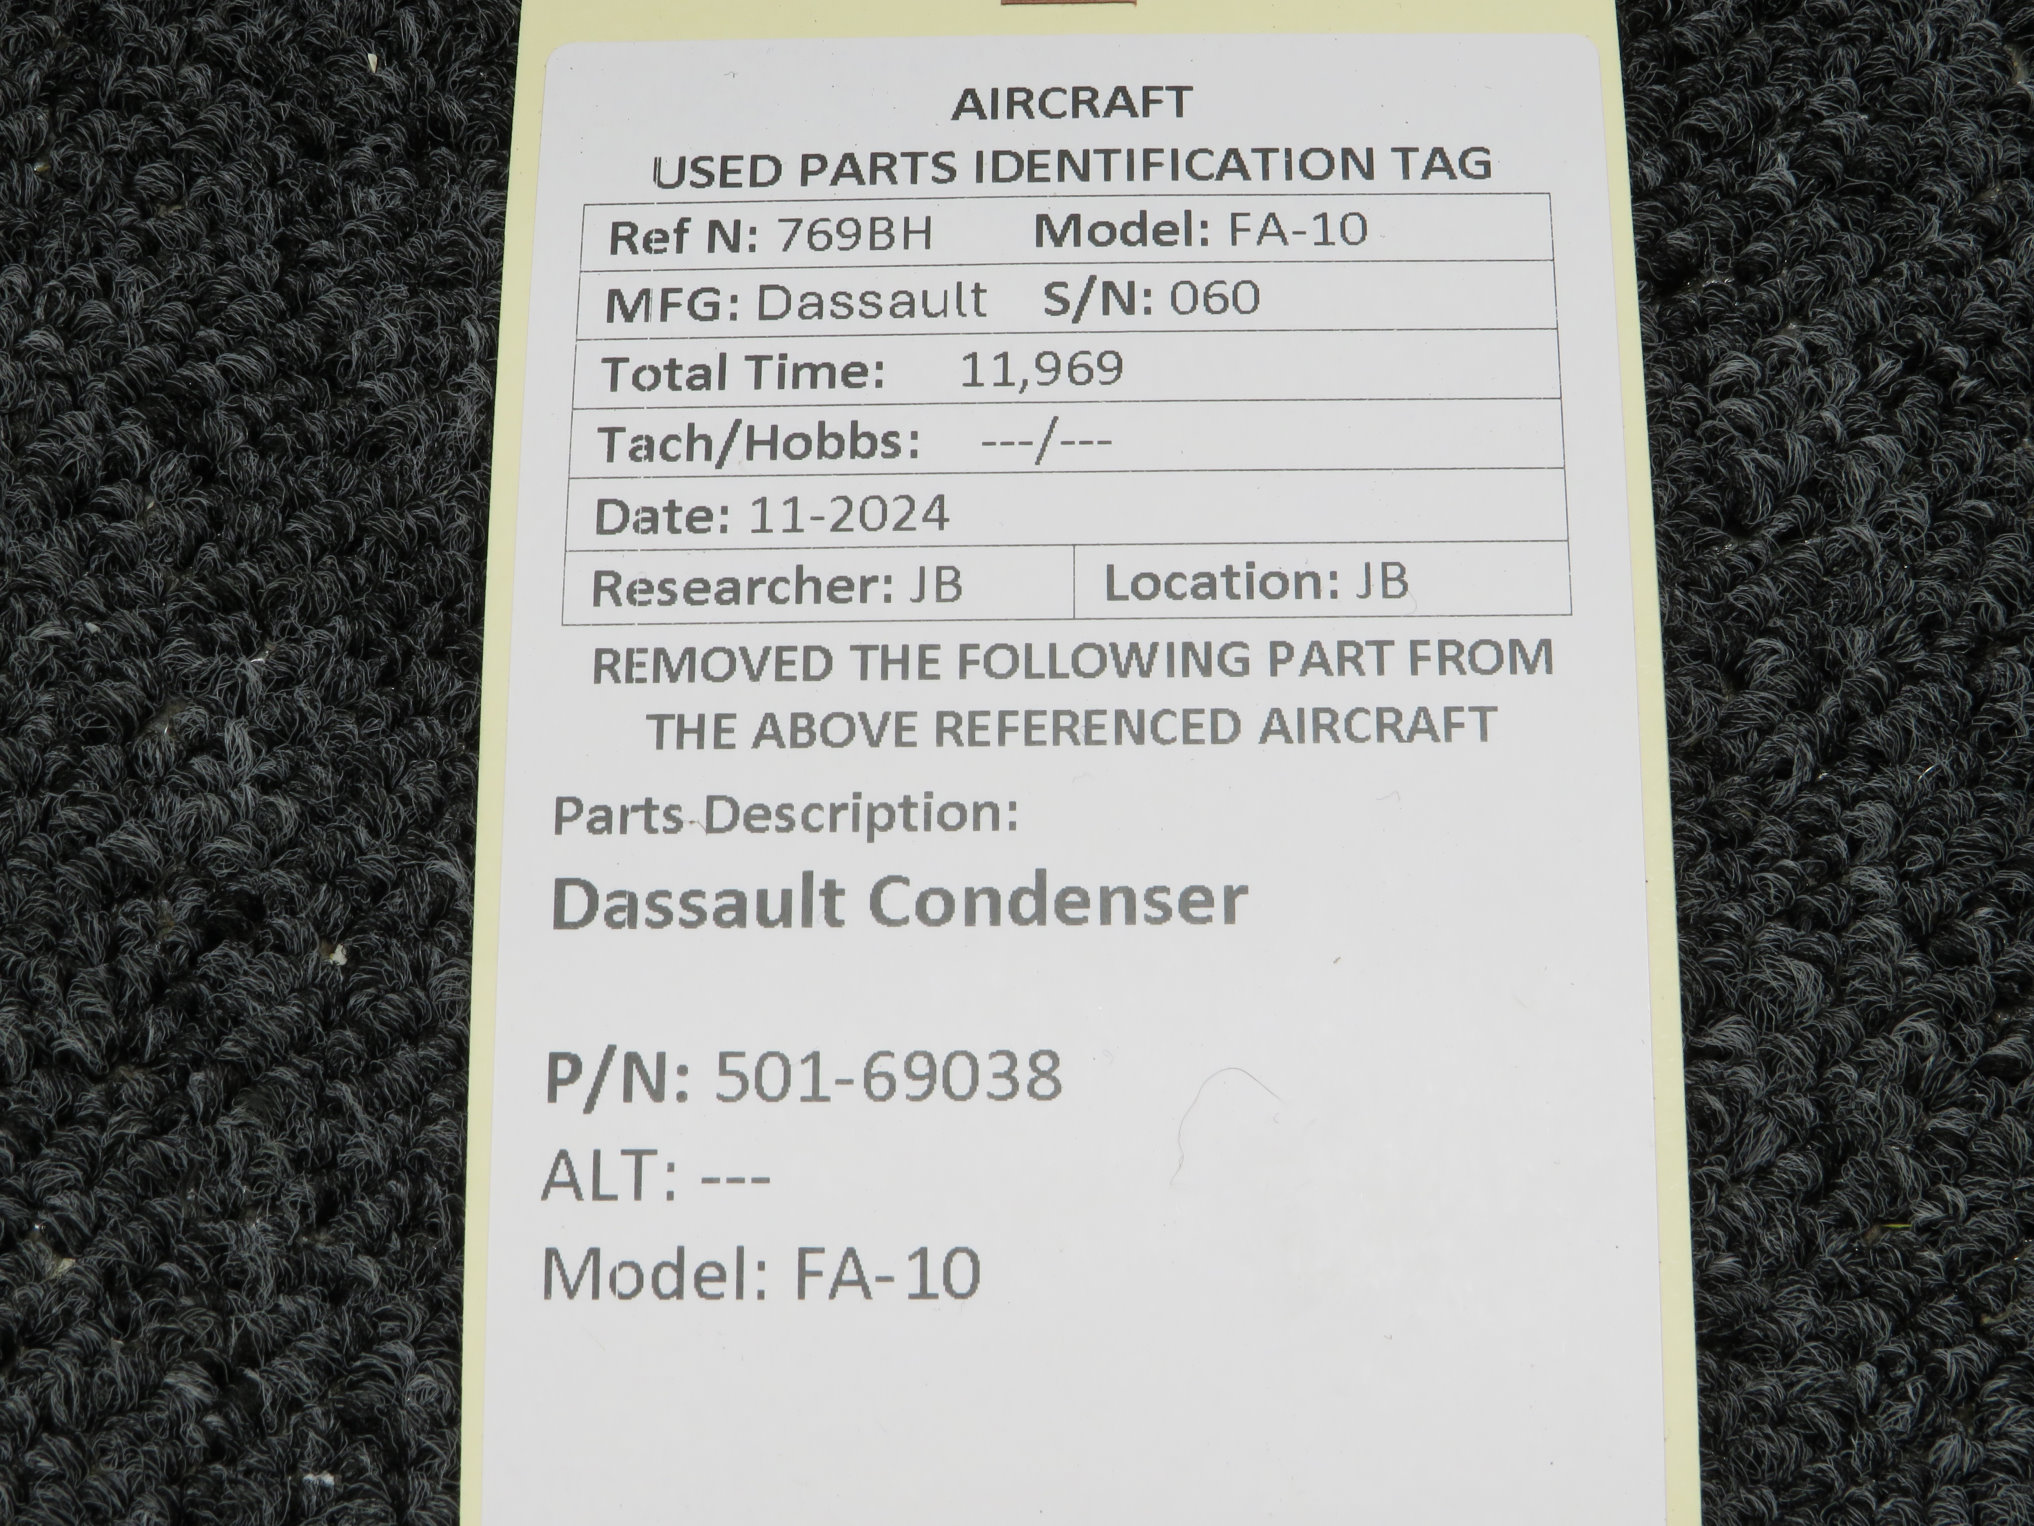 AIRCRAFT
USED PARTS IDENTIFICATION TAG
Ref N: 769BH Model: FA-10
MFG: Dassault S/N: 060
Total Time: 11,969
Tach/Hobbs: ---/---
Date: 11-2024
Researcher: JB Location: JB
REMOVED THE FOLLOWING PART FROM
THE ABOVE REFERENCED AIRCRAFT
Parts Description:
Dassault Condenser
P/N: 501-69038
ALT: ---
Model: FA-10